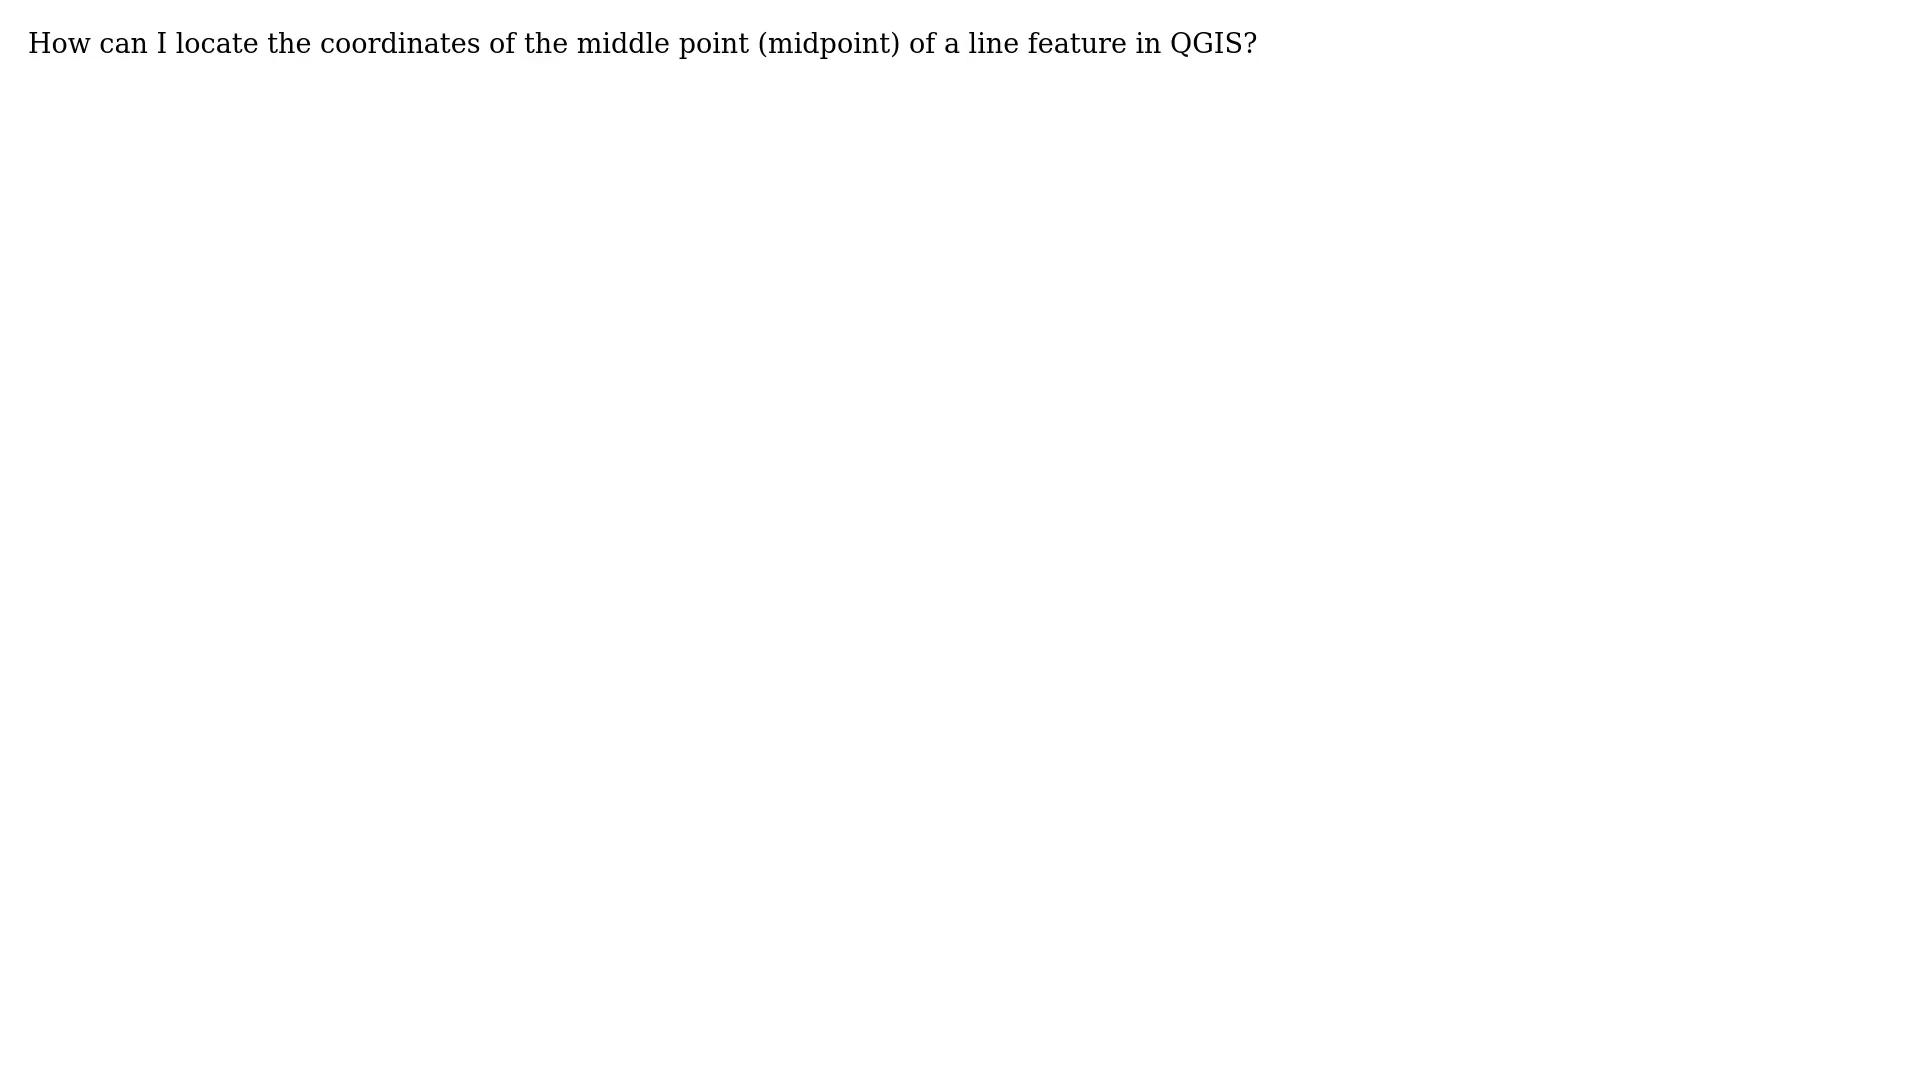 How can I locate the coordinates of the middle point (midpoint) of a line feature in QGIS?